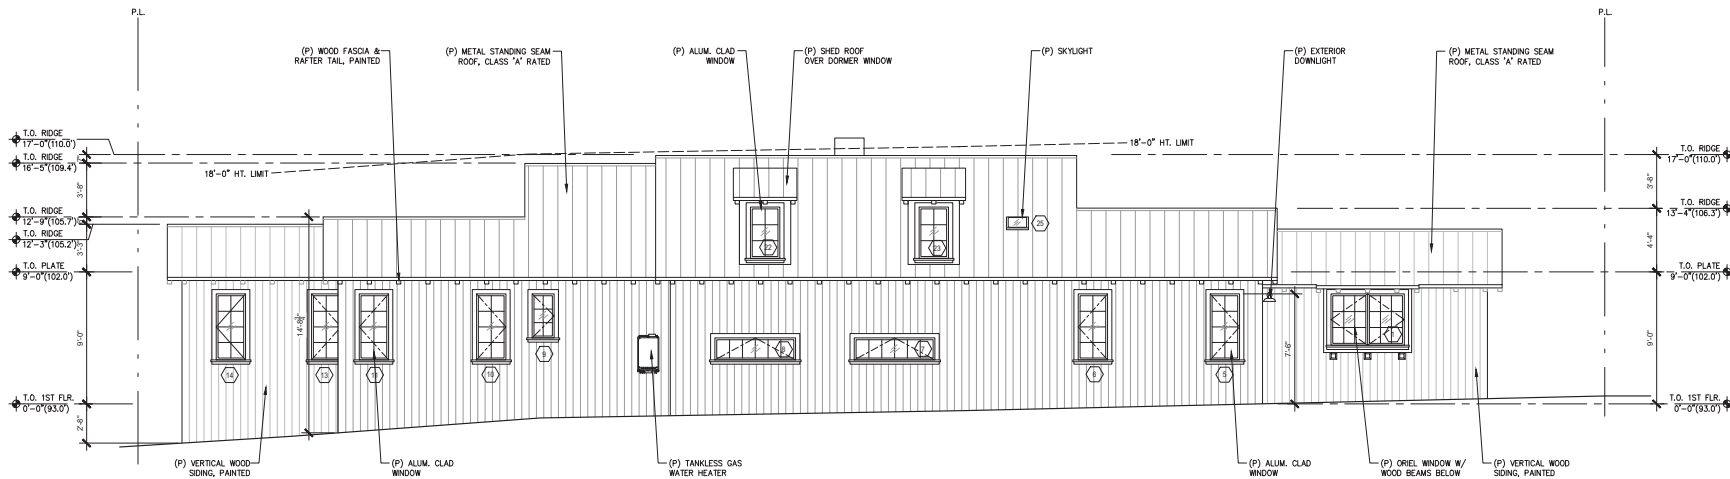 P.L.
P.L.
(P) WOOD FASCIA &
RAFTER TAIL, PAINTED
(P) METAL STANDING SEAM
ROOF, CLASS 'A' RATED
(P) ALUM. CLAD
WINDOW
(P) SHED ROOF
OVER DORMER WINDOW
(P) SKYLIGHT
(P) EXTERIOR
DOWNLIGHT
(P) METAL STANDING SEAM
ROOF, CLASS 'A' RATED
T.O. RIDGE
17'-0"(110.0')
T.O. RIDGE
16'-5"(109.4')
T.O. RIDGE
12'-9"(105.7')
T.O. RIDGE
12'-3"(105.2')
T.O. PLATE
9'-0"(102.0')
T.O. 1ST FLR.
0'-0"(93.0')
3'-8"
3'-3"
9'-0"
2'-8"
18'-0" HT. LIMIT
18'-0" HT. LIMIT
14'-8¾"
22
23
25
14
13
11
10
9
8
7
6
5
7'-6"
T.O. RIDGE
17'-0"(110.0')
T.O. RIDGE
13'-4"(106.3')
T.O. PLATE
9'-0"(102.0')
T.O. 1ST FLR.
0'-0"(93.0')
3'-8"
4'-4"
9'-0"
(P) VERTICAL WOOD
SIDING, PAINTED
(P) ALUM. CLAD
WINDOW
(P) TANKLESS GAS
WATER HEATER
(P) ALUM. CLAD
WINDOW
(P) ORIEL WINDOW W/
WOOD BEAMS BELOW
(P) VERTICAL WOOD
SIDING, PAINTED